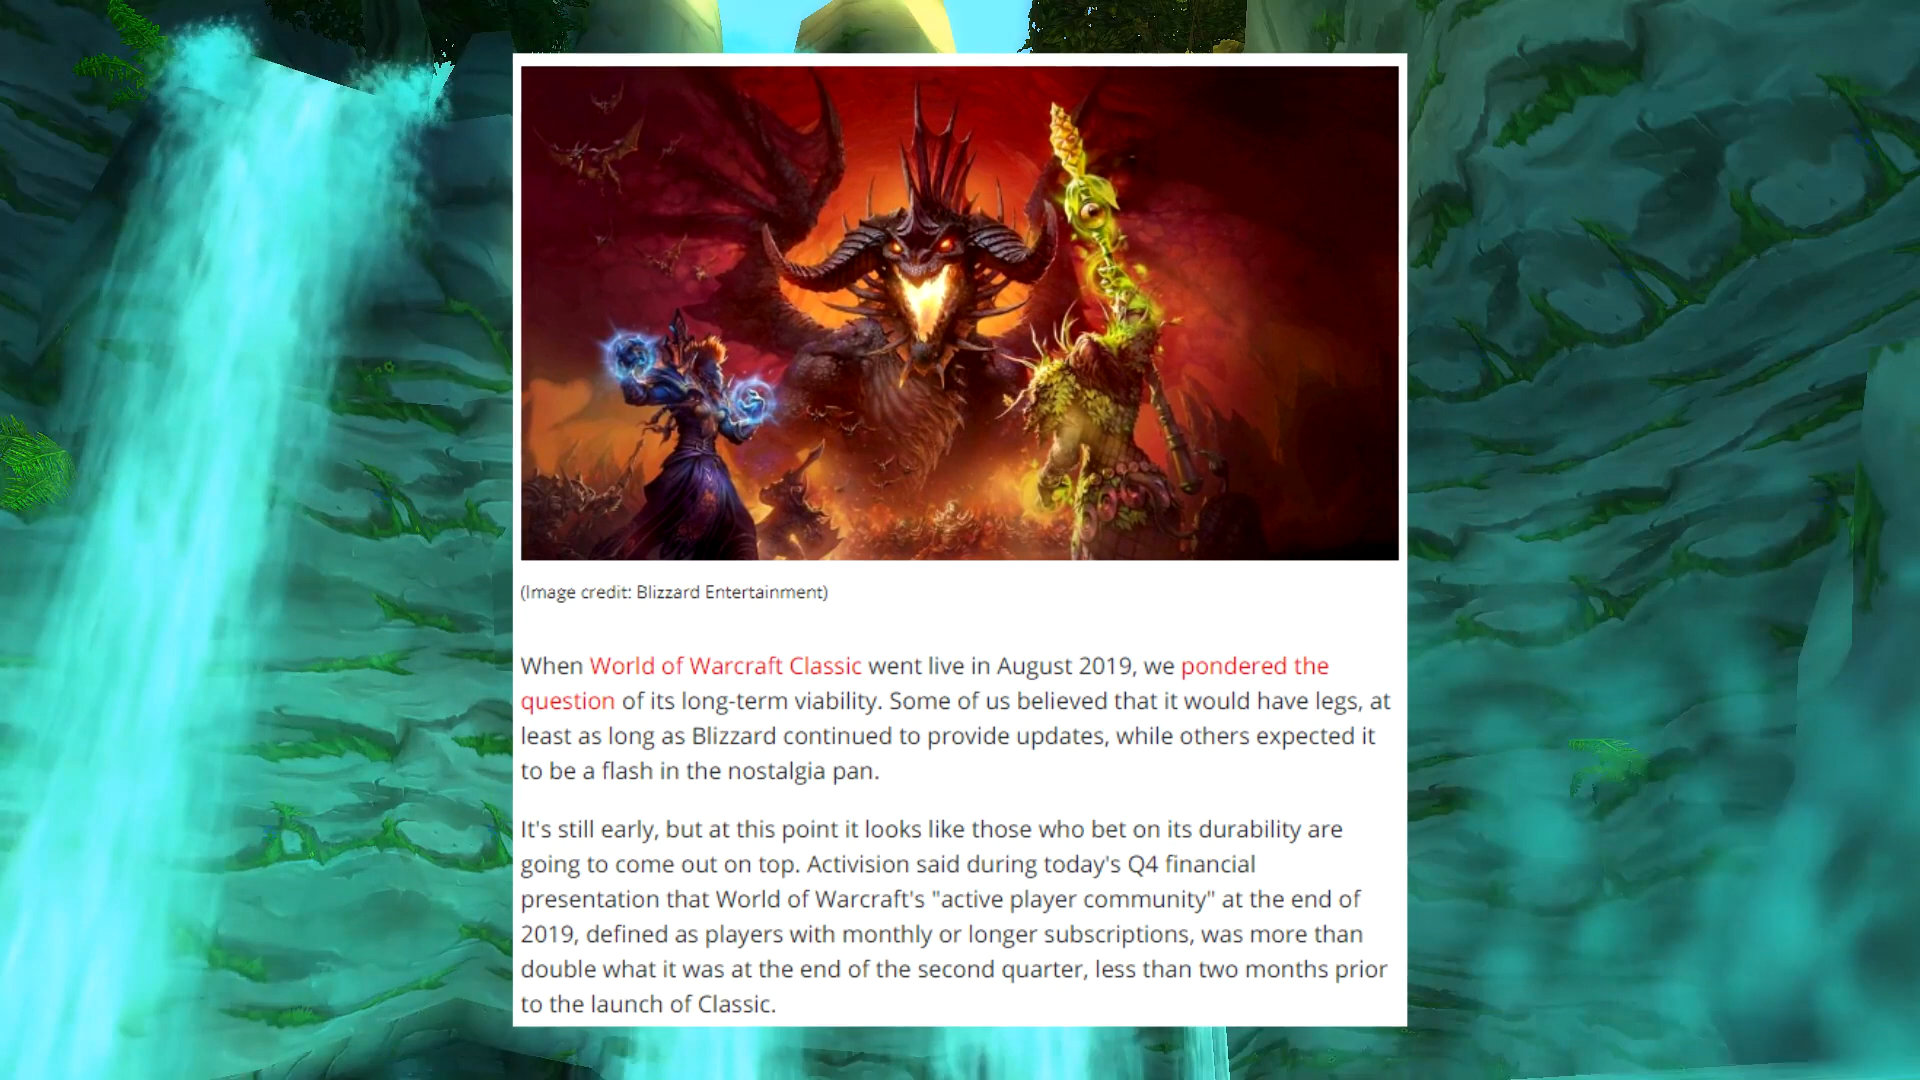 (Image credit: Blizzard Entertainment)
When World of Warcraft Classic went live in August 2019, we pondered the
question of its long-term viability. Some of us believed that it would have legs, at
least as long as Blizzard continued to provide updates, while others expected it
to be a flash in the nostalgia pan.
It's still early, but at this point it looks like those who bet on its durability are
going to come out on top. Activision said during today's Q4 financial
presentation that World of Warcraft's "active player community" at the end of
2019, defined as players with monthly or longer subscriptions, was more than
double what it was at the end of the second quarter, less than two months prior
to the launch of Classic.